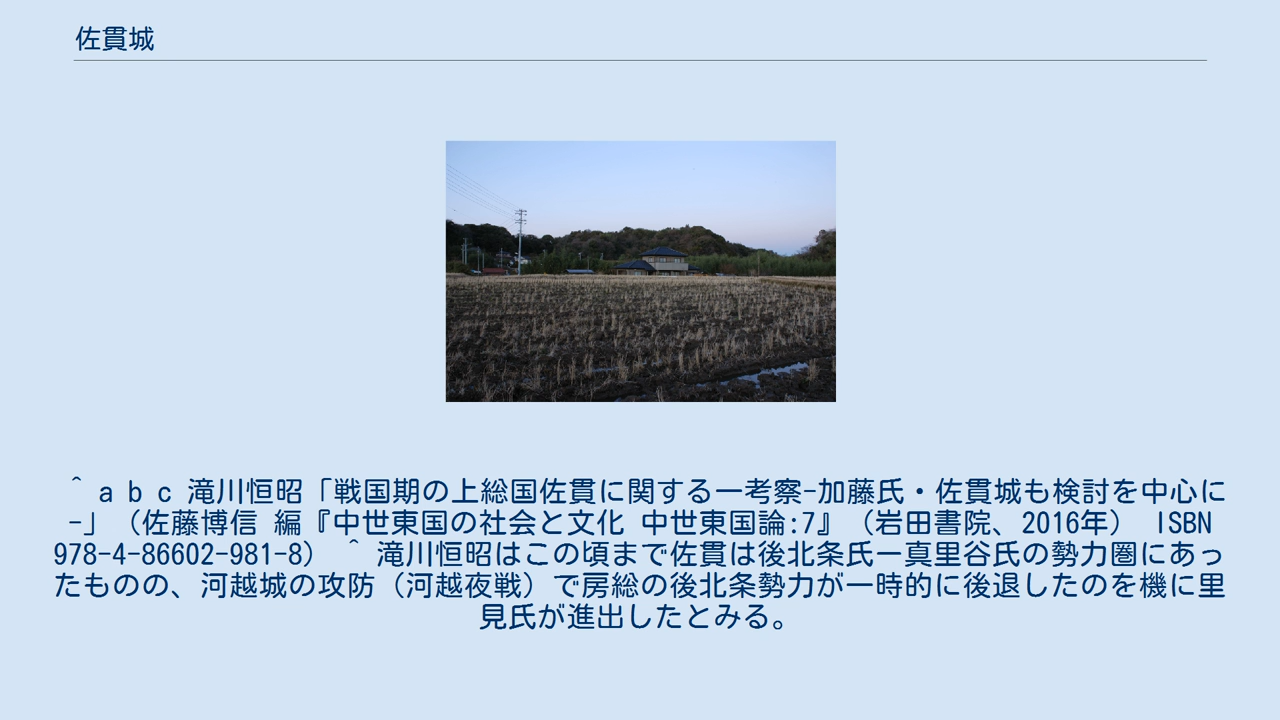 佐貫城
^ a b c 滝川恒昭「戦国期の上総国佐貫に関する一考察-加藤氏・佐貫城も検討を中心に
-」（佐藤博信 編『中世東国の社会と文化 中世東国論:7』（岩田書院、2016年） ISBN
978-4-86602-981-8） ^ 滝川恒昭はこの頃まで佐貫は後北条氏ー真里谷氏の勢力圏にあっ
たものの、河越城の攻防（河越夜戦）で房総の後北条勢力が一時的に後退したのを機に里
見氏が進出したとみる。